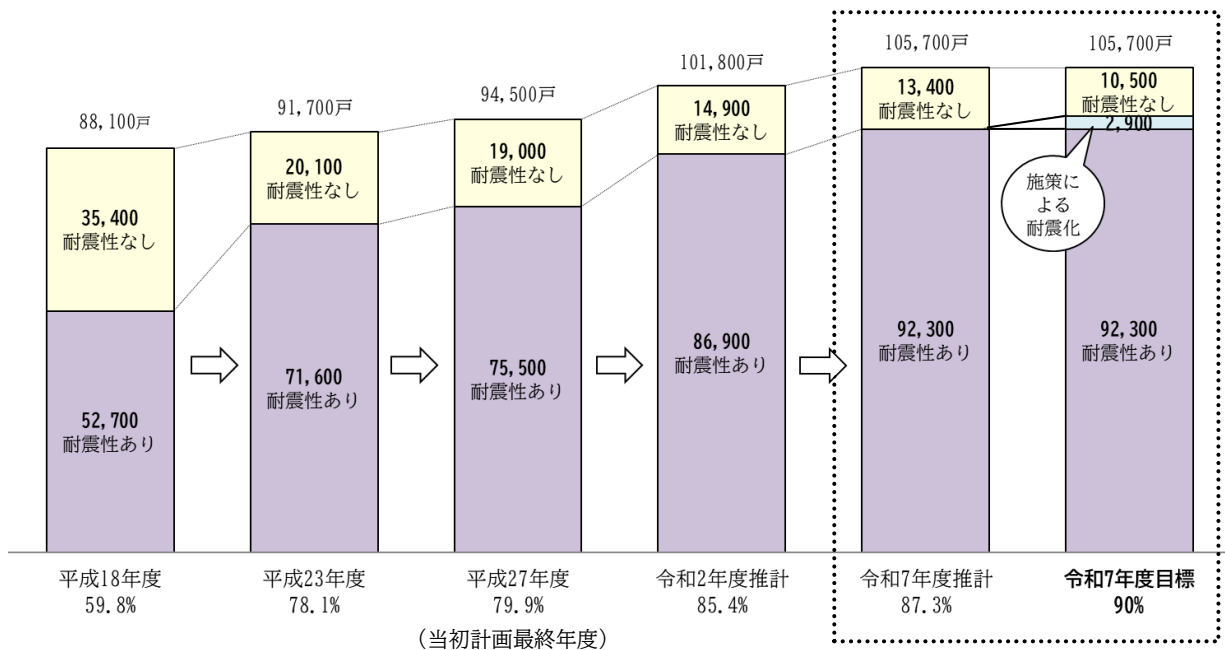 88,100戸
35,400
耐震性なし
52,700
耐震性あり
平成18年度
59.8%
91,700戸
20,100
耐震性なし
71,600
耐震性あり
平成23年度
78.1%
94,500戸
19,000
耐震性なし
75,500
耐震性あり
平成27年度
79.9%
（当初計画最終年度）
101,800戸
14,900
耐震性なし
86,900
耐震性あり
令和2年度推計
85.4%
105,700戸
13,400
耐震性なし
92,300
耐震性あり
令和7年度推計
87.3%
105,700戸
10,500
耐震性なし
2,900
施策に
よる
耐震化
92,300
耐震性あり
令和7年度目標
90%